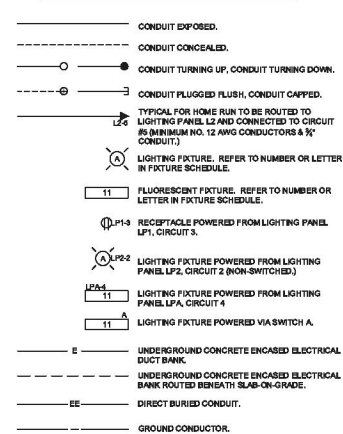 CONDUIT EXPOSED.
CONDUIT CONCEALED.
CONDUIT TURNING UP, CONDUIT TURNING DOWN.
CONDUIT PLUGGED FLUSH, CONDUIT CAPPED.
TYPICAL FOR HOME RUN TO BE ROUTED TO
L2-5 LIGHTING PANEL L2 AND CONNECTED TO CIRCUIT
#5 (MINIMUM NO. 12 AWG CONDUCTORS & ¾"
CONDUIT.)
A LIGHTING FIXTURE. REFER TO NUMBER OR LETTER
IN FIXTURE SCHEDULE.
11 FLUORESCENT FIXTURE. REFER TO NUMBER OR
LETTER IN FIXTURE SCHEDULE.
LP1-3 RECEPTACLE POWERED FROM LIGHTING PANEL
LP1, CIRCUIT 3.
A LP2-2 LIGHTING FIXTURE POWERED FROM LIGHTING
PANEL LP2, CIRCUIT 2 (NON-SWITCHED.)
LPA-4
11 LIGHTING FIXTURE POWERED FROM LIGHTING
PANEL LPA, CIRCUIT 4
A
11 LIGHTING FIXTURE POWERED VIA SWITCH A.
E UNDERGROUND CONCRETE ENCASED ELECTRICAL
DUCT BANK.
UNDERGROUND CONCRETE ENCASED ELECTRICAL
BANK ROUTED BENEATH SLAB-ON-GRADE.
EE DIRECT BURIED CONDUIT.
GROUND CONDUCTOR.